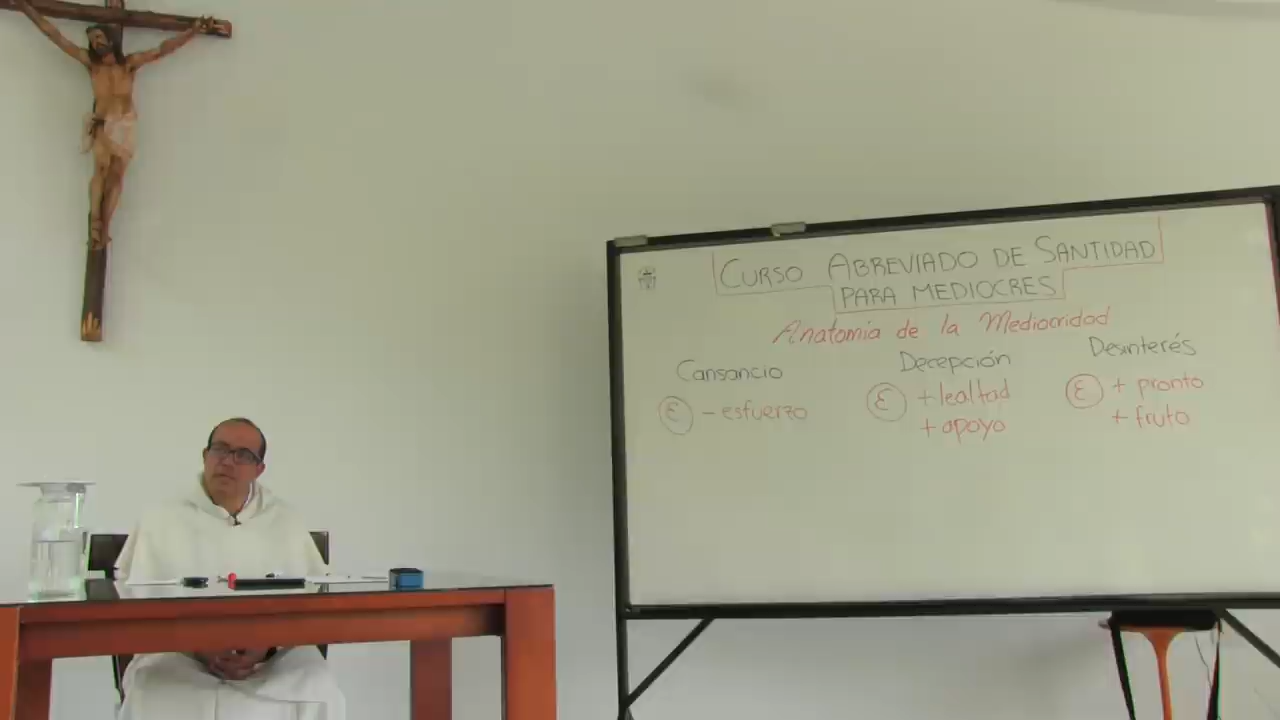 CURSO ABREVIADO DE SANTIDAD
PARA MEDIOCRES
Anatomía de la Mediocridad
Cansancio
Ɛ - esfuerzo
Decepción
Ɛ + lealtad
+ apoyo
Desinterés
Ɛ + pronto
+ fruto